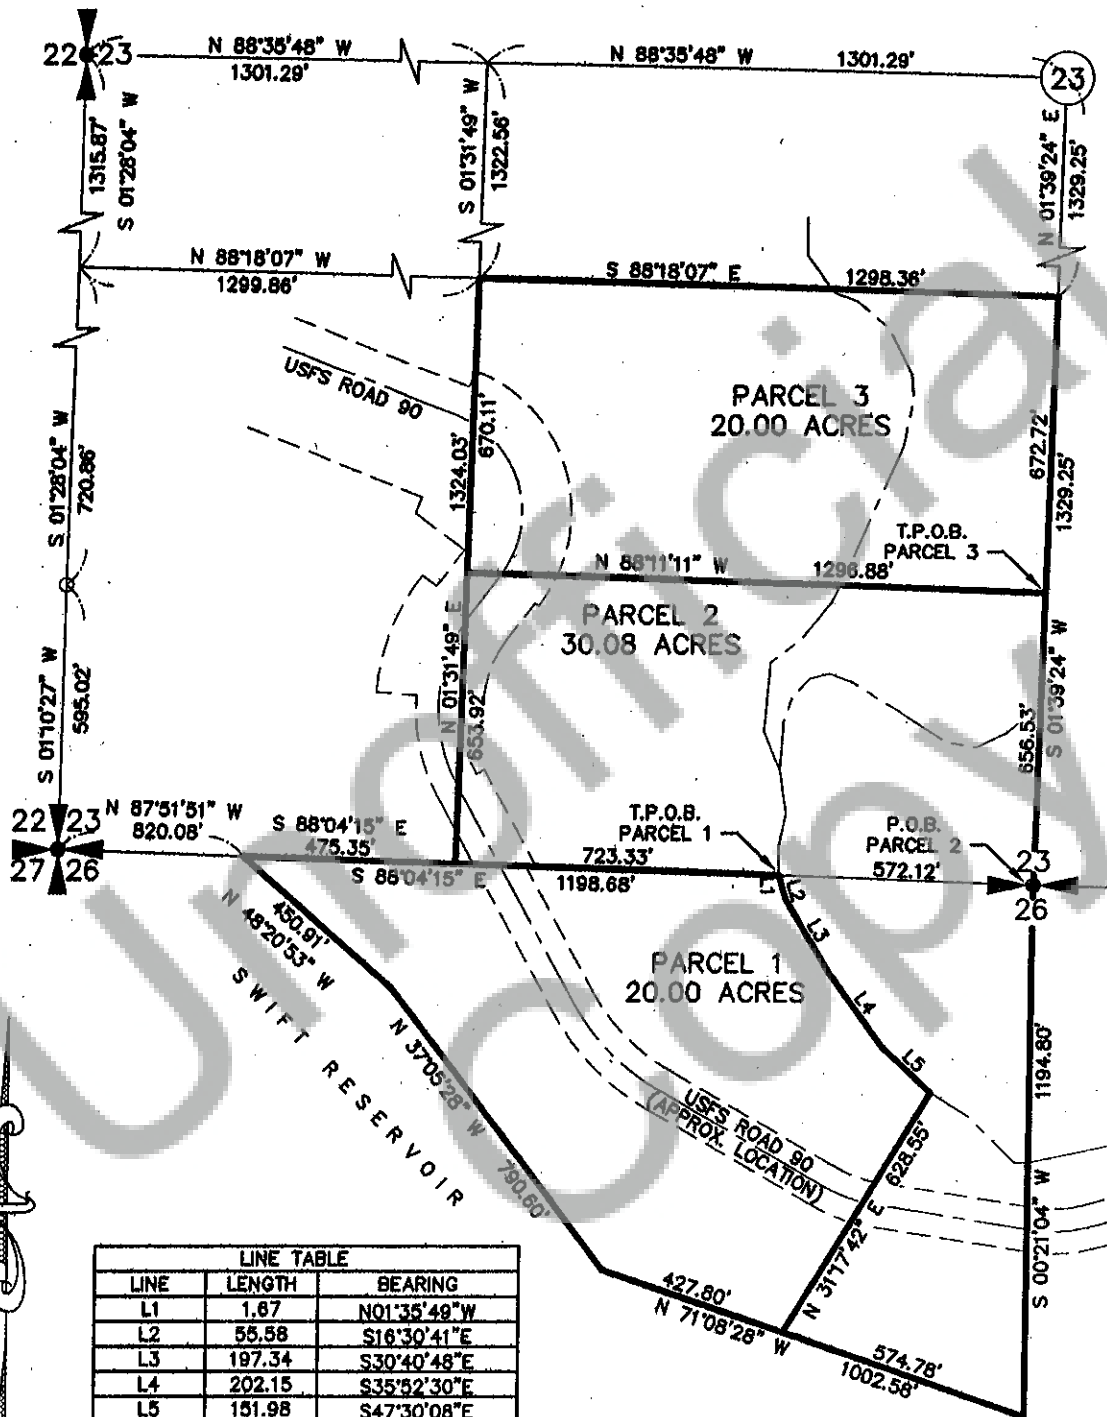 22 23
N 88°35'48" W
1301.29'
N 88°35'48" W 1301.29'
23
1315.87'
S 01°28'04" W
S 01°31'49" W
1322.56'
N 01°39'24" E
1329.25'
N 88°18'07" W
1299.86'
S 88°18'07" E 1298.36'
USFS ROAD 90
PARCEL 3
20.00 ACRES
1324.03'
670.11'
672.72'
1329.25'
S 01°28'04" W
720.86'
T.P.O.B.
PARCEL 3
N 88°11'11" W 1296.88'
PARCEL 2
30.08 ACRES
N 01°31'49" E
653.92'
656.53'
S 01°39'24" W
S 01°10'27" W
595.02'
22 23
27 26
N 87°51'51" W
820.08'
S 88°04'15" E
475.35'
S 88°04'15" E
723.33'
1198.68'
T.P.O.B.
PARCEL 1
P.O.B.
PARCEL 2
572.12'
23
26
L1
L2
L3
L4
L5
450.91'
N 48°20'53" W
SWIFT RESERVOIR
PARCEL 1
20.00 ACRES
N 37°05'28" W
790.60'
USFS ROAD 90
(APPROX. LOCATION)
628.55'
N 31°17'42" E
1194.80'
S 00°21'04" W
427.80'
N 71°08'28" W
574.78'
1002.58'
LINE TABLE
LINE LENGTH BEARING
L1 1.67 N01°35'49"W
L2 55.58 S16°30'41"E
L3 197.34 S30°40'48"E
L4 202.15 S35°52'30"E
L5 151.98 S47°30'08"E
Unofficial
Copy